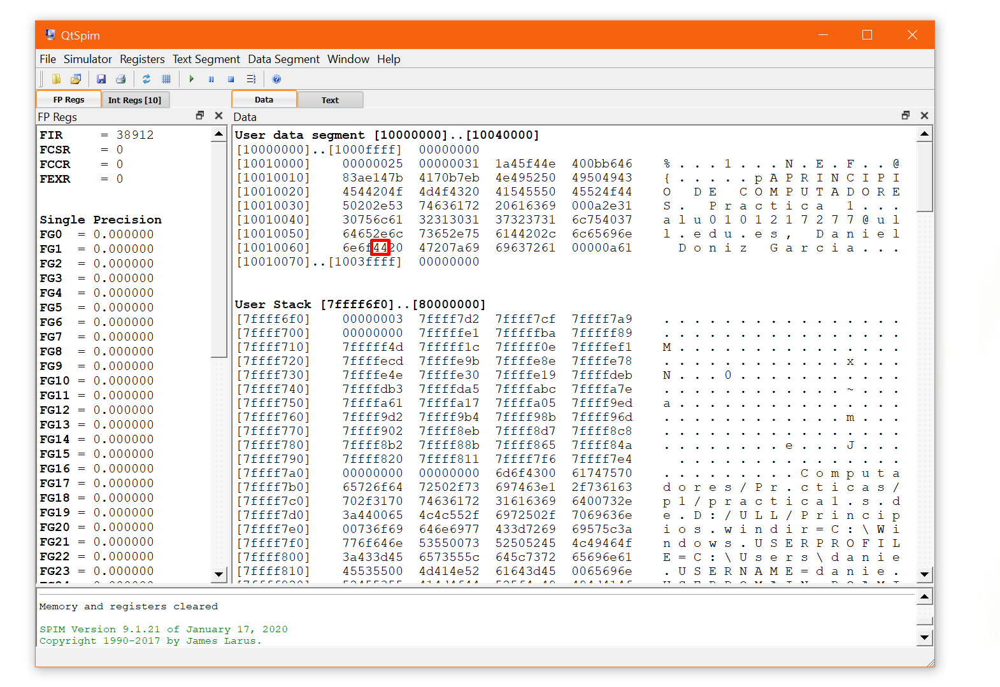 QtSpim
File Simulator Registers Text Segment Data Segment Window Help
FP Regs Int Regs [10] Data Text
FP Regs
FIR = 38912
FCSR = 0
FCCR = 0
FEXR = 0
Single Precision
FG0 = 0.000000
FG1 = 0.000000
FG2 = 0.000000
FG3 = 0.000000
FG4 = 0.000000
FG5 = 0.000000
FG6 = 0.000000
FG7 = 0.000000
FG8 = 0.000000
FG9 = 0.000000
FG10 = 0.000000
FG11 = 0.000000
FG12 = 0.000000
FG13 = 0.000000
FG14 = 0.000000
FG15 = 0.000000
FG16 = 0.000000
FG17 = 0.000000
FG18 = 0.000000
FG19 = 0.000000
FG20 = 0.000000
FG21 = 0.000000
FG22 = 0.000000
FG23 = 0.000000
Data
User data segment [10000000]..[10040000]
[10000000]..[1000ffff] 00000000
[10010000] 00000025 00000031 1a45f44e 400bb646 % . . . 1 . . . N . E . F . . @
[10010010] 83ae147b 4170b7eb 4e495250 49504943 { . . . . . p A P R I N C I P I
[10010020] 4544204f 4d4f4320 41545550 45524f44 O   D E   C O M P U T A D O R E
[10010030] 50202e53 74636172 20616369 000a2e31 S .   P r a c t i c a   1 . . .
[10010040] 30756c61 32313031 37323731 6c754037 a l u 0 1 0 1 2 1 7 2 7 7 @ u l
[10010050] 64652e6c 73652e75 6144202c 6c65696e l . e d u . e s ,   D a n i e l
[10010060] 6e6f4420 47207a69 69637261 00000a61   D o n i z   G a r c i a . . .
[10010070]..[1003ffff] 00000000
User Stack [7ffff6f0]..[80000000]
[7ffff6f0] 00000003 7ffff7d2 7ffff7cf 7ffff7a9 . . . . . . . . . . . . . . . .
[7ffff700] 00000000 7fffffe1 7fffffba 7fffff89 . . . . . . . . . . . . . . . .
[7ffff710] 7fffff4d 7fffff1c 7fffff0e 7ffffef1 M . . . . . . . . . . . . . . .
[7ffff720] 7ffffecd 7ffffe9b 7ffffe8e 7ffffe78 . . . . . . . . . . . . x . . .
[7ffff730] 7ffffe4e 7ffffe30 7ffffe19 7ffffdeb N . . . 0 . . . . . . . . . . .
[7ffff740] 7ffffdb3 7ffffda5 7ffffabc 7ffffa7e . . . . . . . . . . . . ~ . . .
[7ffff750] 7ffffa61 7ffffa17 7ffffa05 7ffff9ed a . . . . . . . . . . . . . . .
[7ffff760] 7ffff9d2 7ffff9b4 7ffff98b 7ffff96d . . . . . . . . . . . . m . . .
[7ffff770] 7ffff902 7ffff8eb 7ffff8d7 7ffff8c8 . . . . . . . . . . . . . . . .
[7ffff780] 7ffff8b2 7ffff88b 7ffff865 7ffff84a . . . . . . . . e . . . J . . .
[7ffff790] 7ffff820 7ffff811 7ffff7f6 7ffff7e4   . . . . . . . . . . . . . . .
[7ffff7a0] 00000000 00000000 6d6f4300 61747570 . . . . . . . . . C o m p u t a
[7ffff7b0] 65726f64 72502f73 697463e1 2f736163 d o r e s / P r . c t i c a s /
[7ffff7c0] 702f3170 74636172 31616369 6400732e p 1 / p r a c t i c a 1 . s . d
[7ffff7d0] 3a440065 4c4c552f 6972502f 7069636e e . D : / U L L / P r i n c i p
[7ffff7e0] 00736f69 646e6977 433d7269 69575c3a i o s . w i n d i r = C : \ W i
[7ffff7f0] 776f646e 53550073 52505245 4c49464f n d o w s . U S E R P R O F I L
[7ffff800] 3a433d45 6573555c 645c7372 65696e61 E = C : \ U s e r s \ d a n i e
[7ffff810] 45535500 4d414e52 61643d45 0065696e . U S E R N A M E = d a n i e .
Memory and registers cleared
SPIM Version 9.1.21 of January 17, 2020
Copyright 1990-2017 by James Larus.